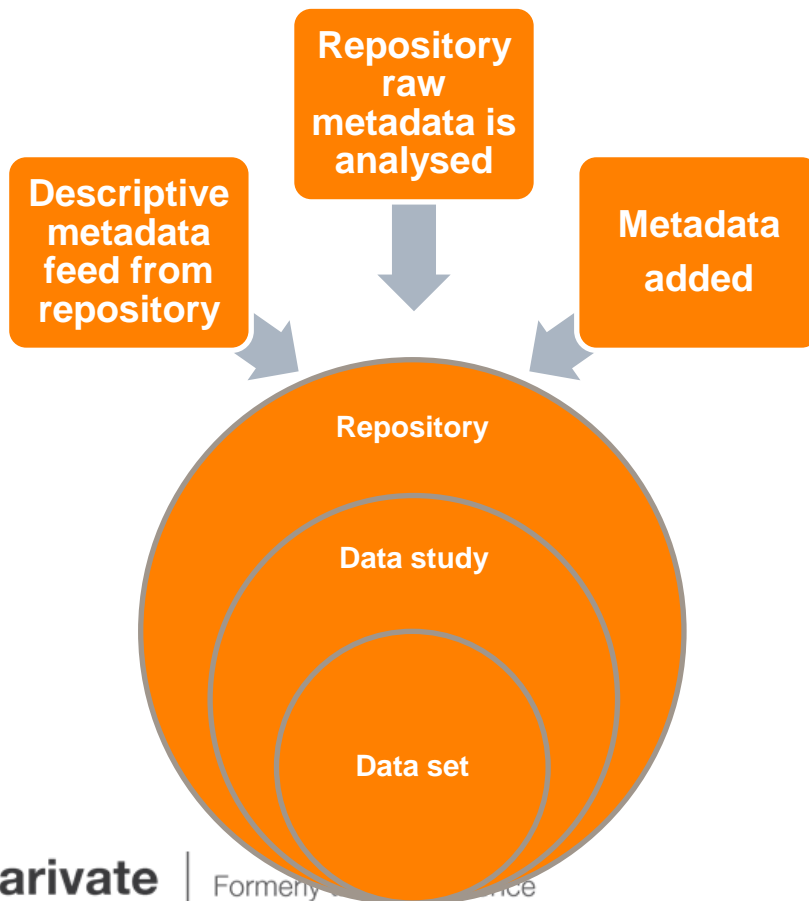 Repository
raw
metadata is
analysed
Descriptive
metadata
feed from
repository
Metadata
added
Repository
Data study
Data set
arivate | Formerly